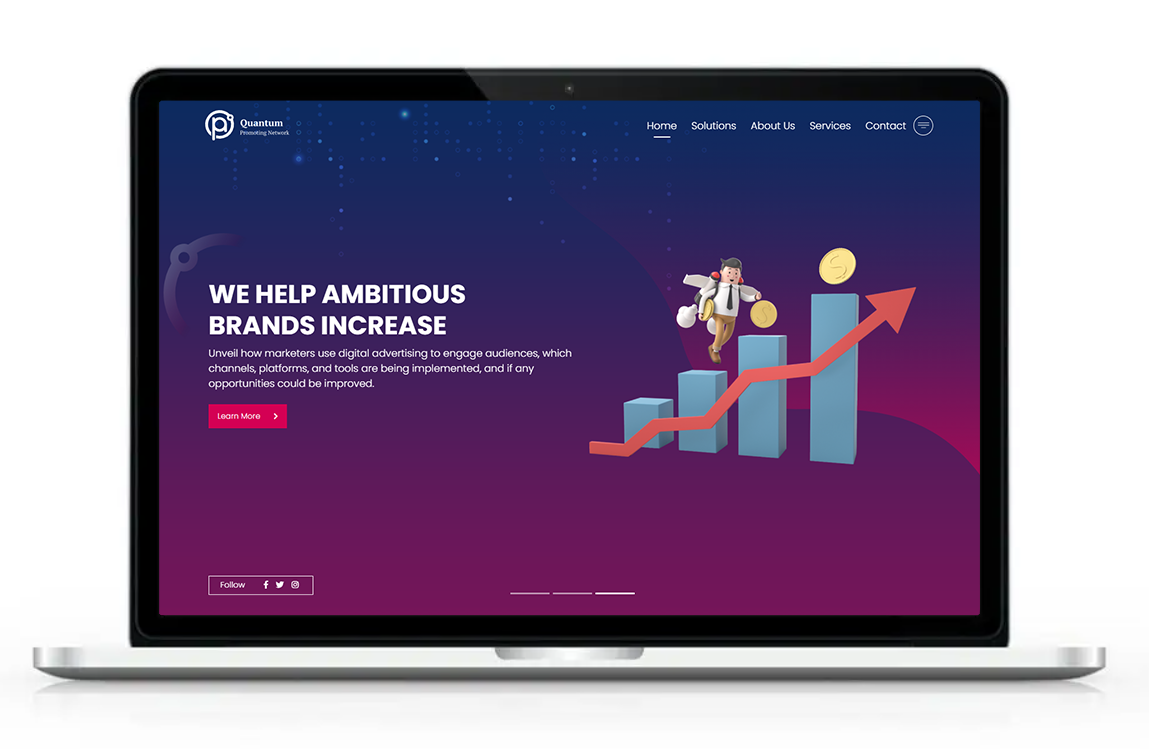 Quantum
Promoting Network
Home Solutions About Us Services Contact
WE HELP AMBITIOUS
BRANDS INCREASE
Unveil how marketers use digital advertising to engage audiences, which
channels, platforms, and tools are being implemented, and if any
opportunities could be improved.
Learn More
Follow